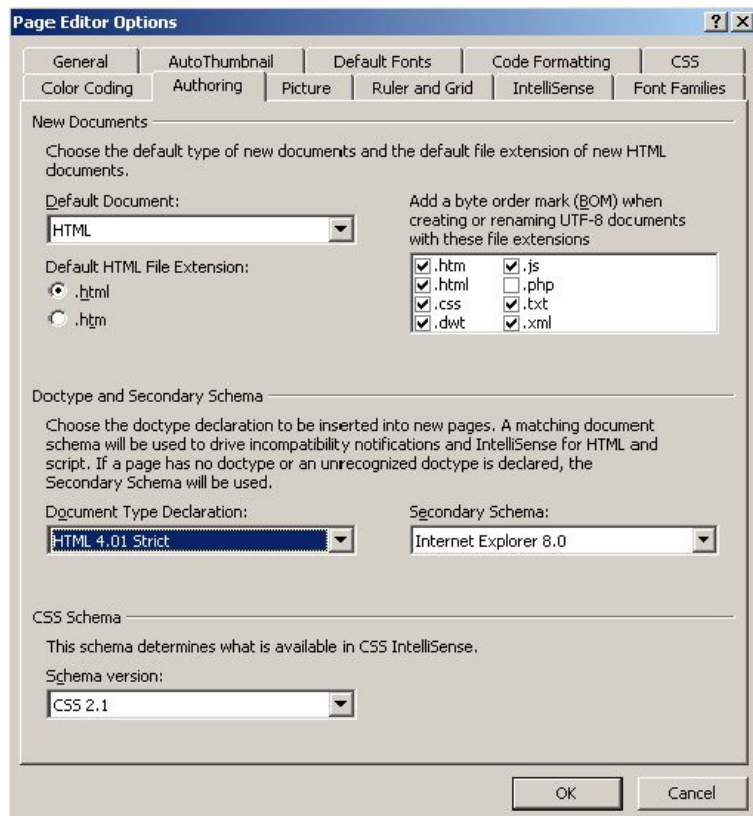 Page Editor Options
General AutoThumbnail Default Fonts Code Formatting CSS
Color Coding Authoring Picture Ruler and Grid IntelliSense Font Families
New Documents
Choose the default type of new documents and the default file extension of new HTML
documents.
Default Document:
HTML
Default HTML File Extension:
.html
.htm
Add a byte order mark (BOM) when
creating or renaming UTF-8 documents
with these file extensions
.htm .js
.html .php
.css .txt
.dwt .xml
Doctype and Secondary Schema
Choose the doctype declaration to be inserted into new pages. A matching document
schema will be used to drive incompatibility notifications and IntelliSense for HTML and
script. If a page has no doctype or an unrecognized doctype is declared, the
Secondary Schema will be used.
Document Type Declaration:
HTML 4.01 Strict
Secondary Schema:
Internet Explorer 8.0
CSS Schema
This schema determines what is available in CSS IntelliSense.
Schema version:
CSS 2.1
OK Cancel